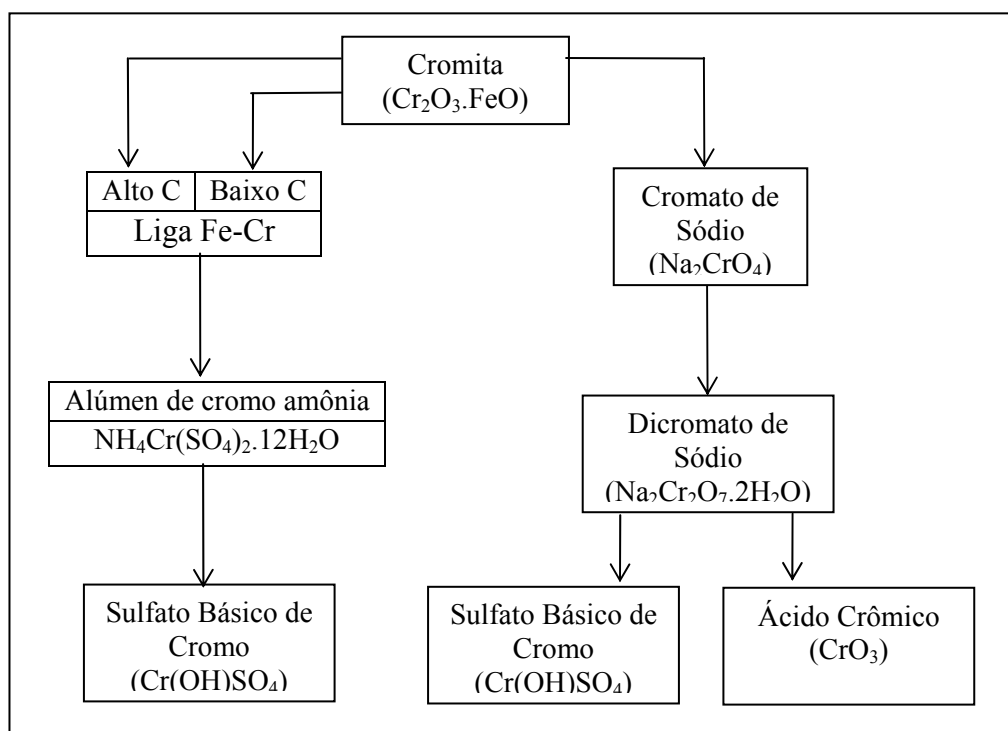 Cromita
(Cr₂O₃.FeO)
Alto C
Baixo C
Liga Fe-Cr
Cromato de
Sódio
(Na₂CrO₄)
Alúmen de cromo amônia
NH₄Cr(SO₄)₂.12H₂O
Dicromato de
Sódio
(Na₂Cr₂O₇.2H₂O)
Sulfato Básico de
Cromo
(Cr(OH)SO₄)
Sulfato Básico de
Cromo
(Cr(OH)SO₄)
Ácido Crômico
(CrO₃)